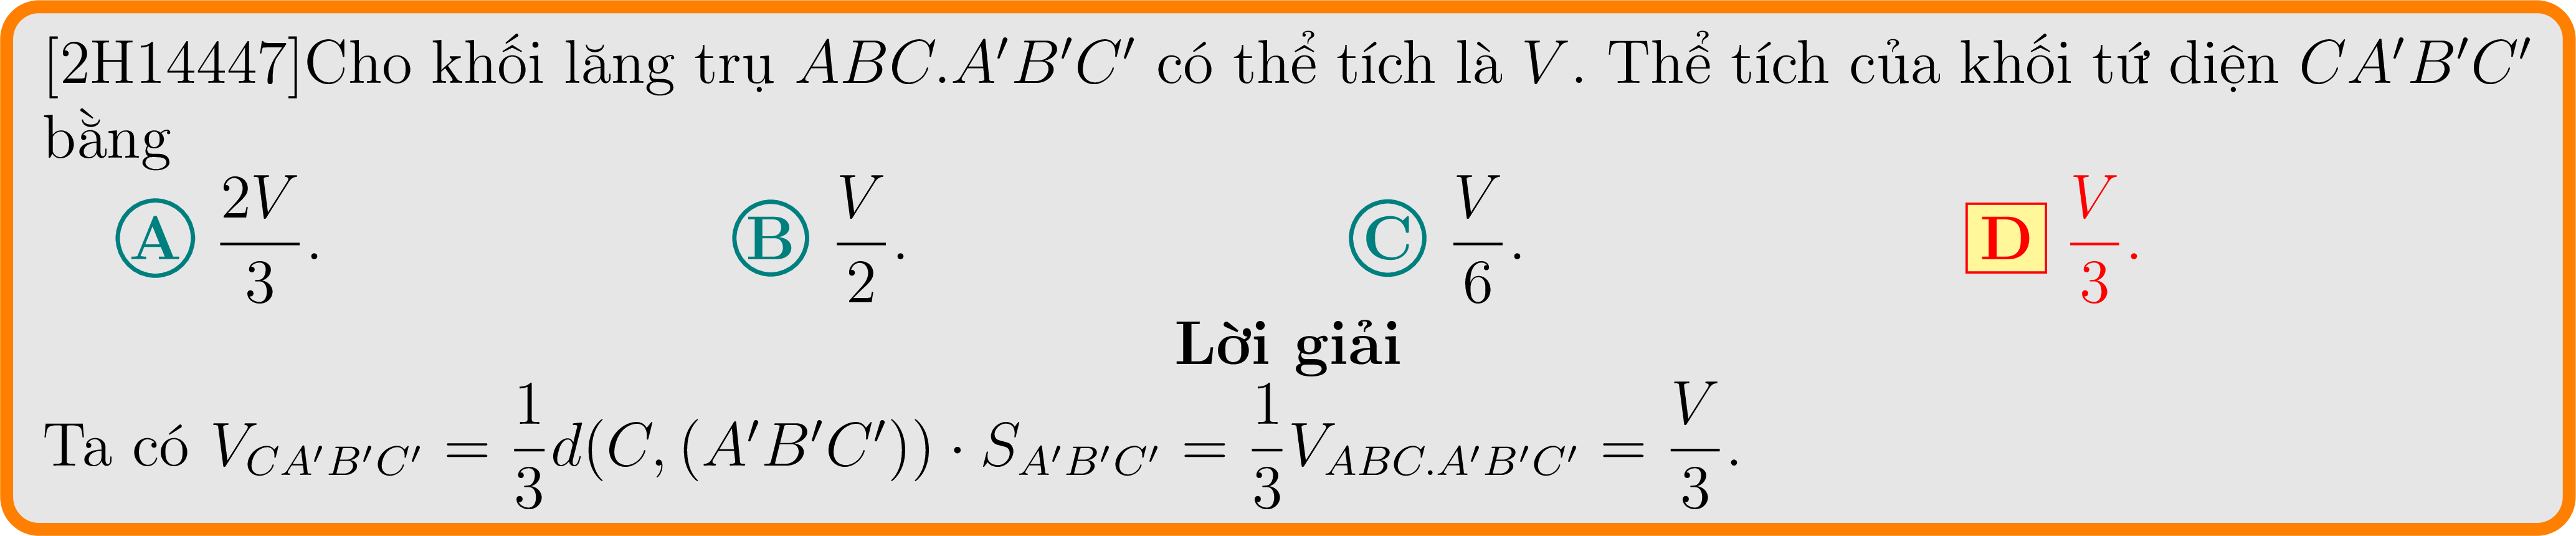 [2H14447]Cho khối lăng trụ ABC.A′B′C′ có thể tích là V. Thể tích của khối tứ diện CA′B′C′
bằng
A $\frac{2V}{3}$. B $\frac{V}{2}$. C $\frac{V}{6}$. D $\frac{V}{3}$.
Lời giải
Ta có $V_{CA'B'C'} = \frac{1}{3}d(C,(A'B'C')) \cdot S_{A'B'C'} = \frac{1}{3}V_{ABC.A'B'C'} = \frac{V}{3}$.